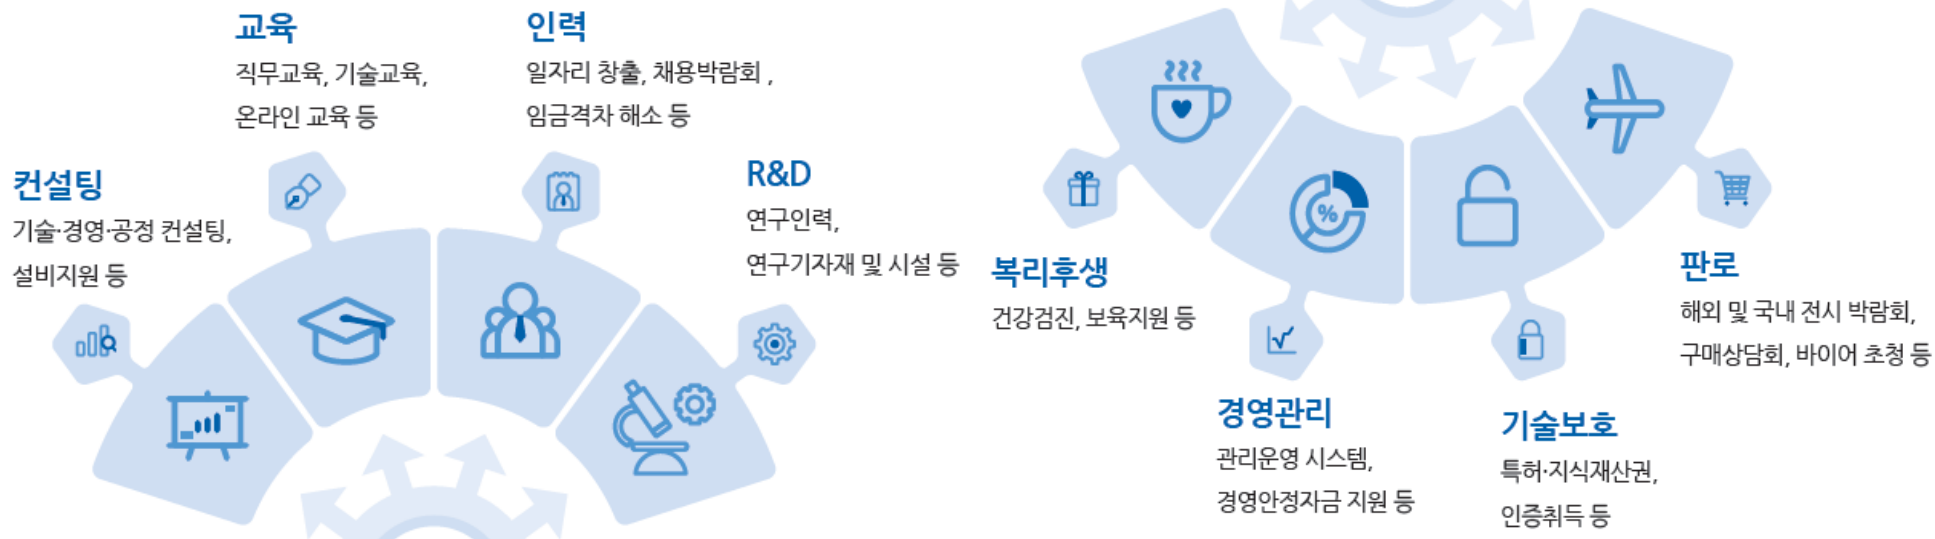 교육
직무교육, 기술교육,
온라인 교육 등
인력
일자리 창출, 채용박람회 ,
임금격차 해소 등
컨설팅
기술·경영·공정 컨설팅,
설비지원 등
R&D
연구인력,
연구기자재 및 시설 등
%
복리후생
건강검진, 보육지원 등
경영관리
관리운영 시스템,
경영안정자금 지원 등
기술보호
특허·지식재산권,
인증취득 등
판로
해외 및 국내 전시 박람회,
구매상담회, 바이어 초청 등